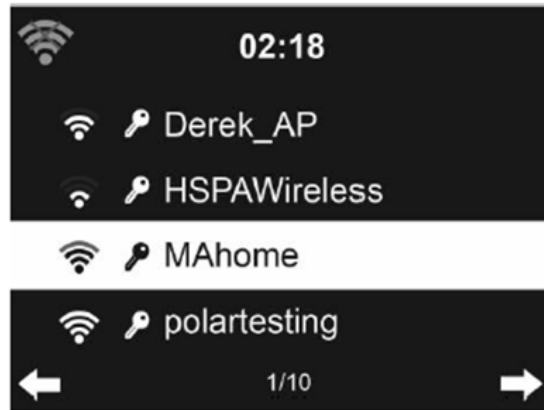 02:18
Derek_AP
HSPAWireless
MAhome
polartesting
1/10